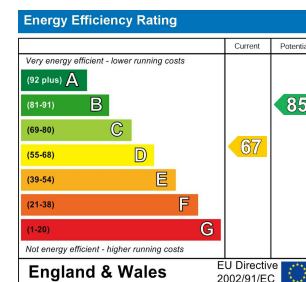 Energy Efficiency Rating
Current Potentia
Very energy efficient - lower running costs
(92 plus) A
(81-91) B
85
(69-80) C
67
(55-68) D
(39-54) E
(21-38) F
(1-20) G
Not energy efficient - higher running costs
England & Wales
EU Directive
2002/91/EC